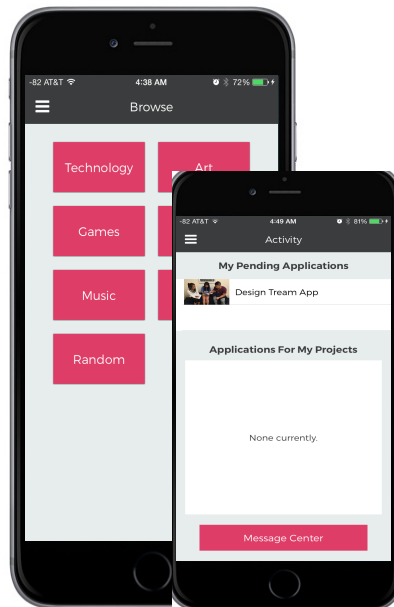 -82 AT&T 4:38 AM 72%
Browse
Technology
Art
Games
Music
Random
-82 AT&T 4:49 AM 81%
Activity
My Pending Applications
Design Tream App
Applications For My Projects
None currently.
Message Center